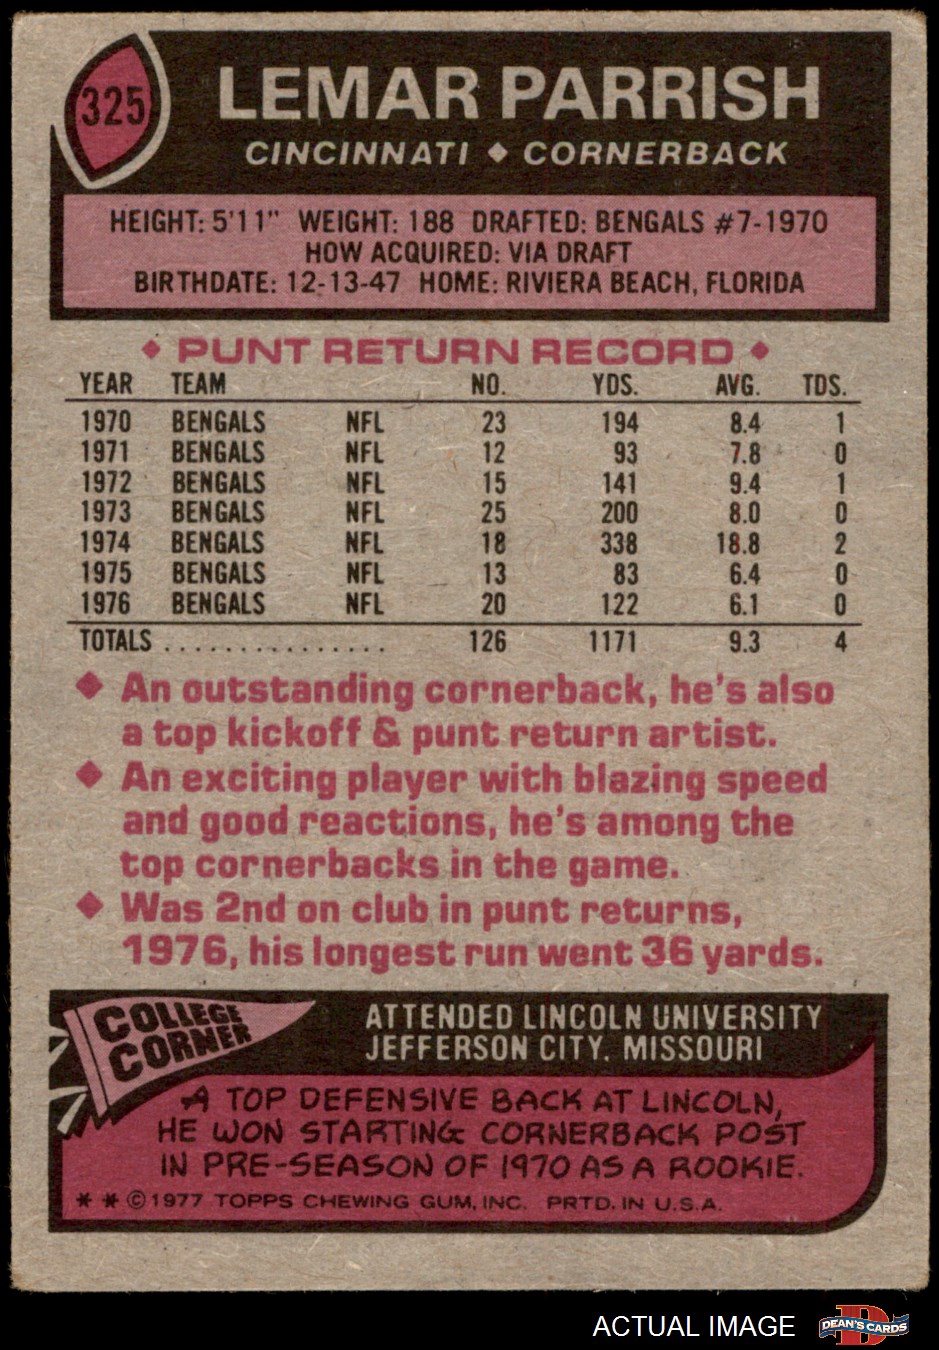 325
LEMAR PARRISH
CINCINNATI ◆ CORNERBACK
HEIGHT: 5'11" WEIGHT: 188 DRAFTED: BENGALS #7-1970
HOW ACQUIRED: VIA DRAFT
BIRTHDATE: 12-13-47 HOME: RIVIERA BEACH, FLORIDA
◆ PUNT RETURN RECORD ◆
YEAR TEAM NO. YDS. AVG. TDS.
1970 BENGALS NFL 23 194 8.4 1
1971 BENGALS NFL 12 93 7.8 0
1972 BENGALS NFL 15 141 9.4 1
1973 BENGALS NFL 25 200 8.0 0
1974 BENGALS NFL 18 338 18.8 2
1975 BENGALS NFL 13 83 6.4 0
1976 BENGALS NFL 20 122 6.1 0
TOTALS ............... 126 1171 9.3 4
◆ An outstanding cornerback, he's also
a top kickoff & punt return artist.
◆ An exciting player with blazing speed
and good reactions, he's among the
top cornerbacks in the game.
◆ Was 2nd on club in punt returns,
1976, his longest run went 36 yards.
COLLEGE
CORNER
ATTENDED LINCOLN UNIVERSITY
JEFFERSON CITY, MISSOURI
A TOP DEFENSIVE BACK AT LINCOLN,
HE WON STARTING CORNERBACK POST
IN PRE-SEASON OF 1970 AS A ROOKIE.
* * © 1977 TOPPS CHEWING GUM, INC. PRTD. IN U.S.A.
ACTUAL IMAGE
D
DEAN'S CARDS